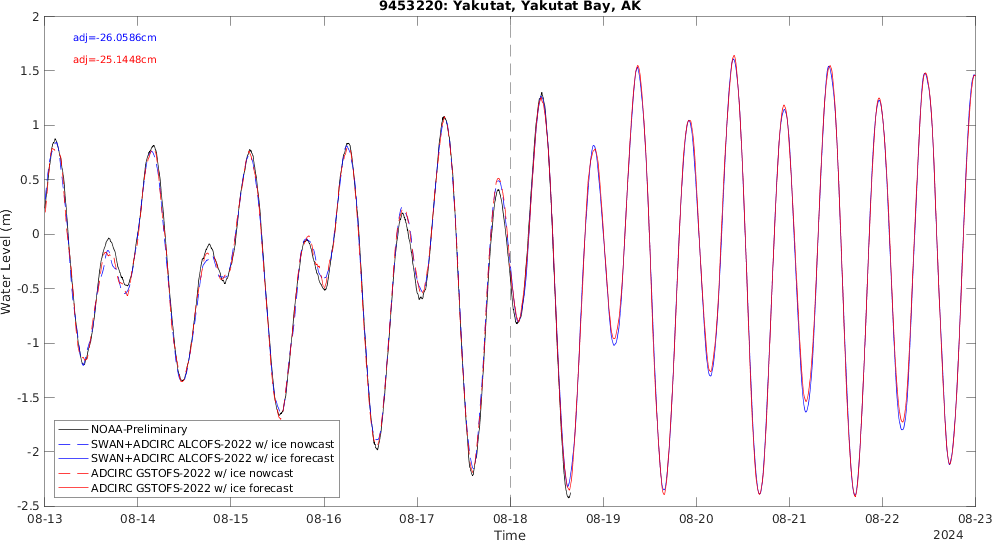 9453220: Yakutat, Yakutat Bay, AK
adj=-26.0586cm
adj=-25.1448cm
Water Level (m)
2
1.5
1
0.5
0
-0.5
-1
-1.5
-2
-2.5
NOAA-Preliminary
SWAN+ADCIRC ALCOFS-2022 w/ ice nowcast
SWAN+ADCIRC ALCOFS-2022 w/ ice forecast
ADCIRC GSTOFS-2022 w/ ice nowcast
ADCIRC GSTOFS-2022 w/ ice forecast
08-13 08-14 08-15 08-16 08-17 08-18 08-19 08-20 08-21 08-22 08-23
Time
2024